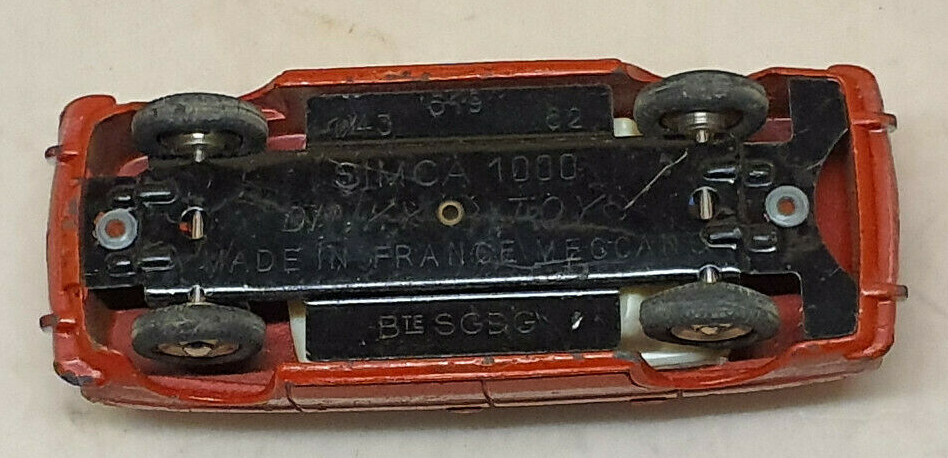 1/43 519 62
SIMCA 1000
DINKY TOYS
MADE IN FRANCE MECCANO
BTE SGDG